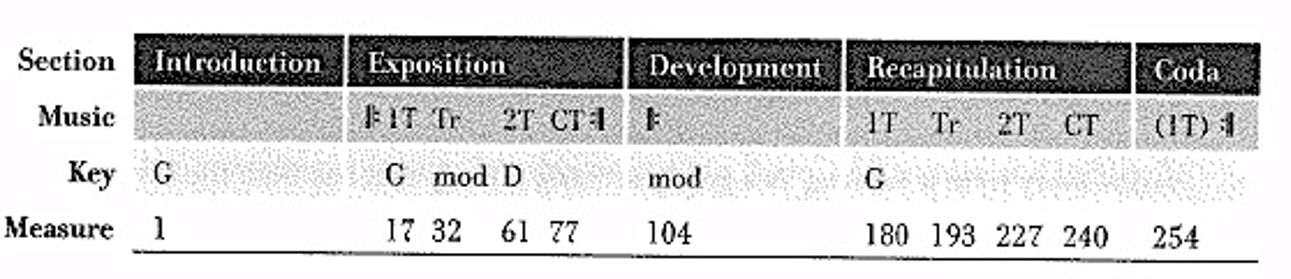 Section Introduction Exposition Development Recapitulation Coda
Music 𝄆 1T Tr 2T CT 𝄇 𝄆 1T Tr 2T CT (1T) 𝄇
Key G G mod D mod G
Measure 1 17 32 61 77 104 180 193 227 240 254